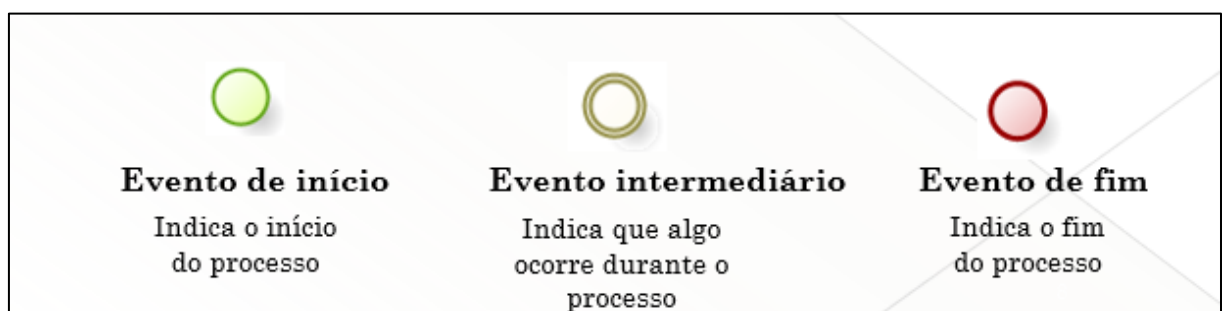 Evento de início
Indica o início
do processo
Evento intermediário
Indica que algo
ocorre durante o
processo
Evento de fim
Indica o fim
do processo